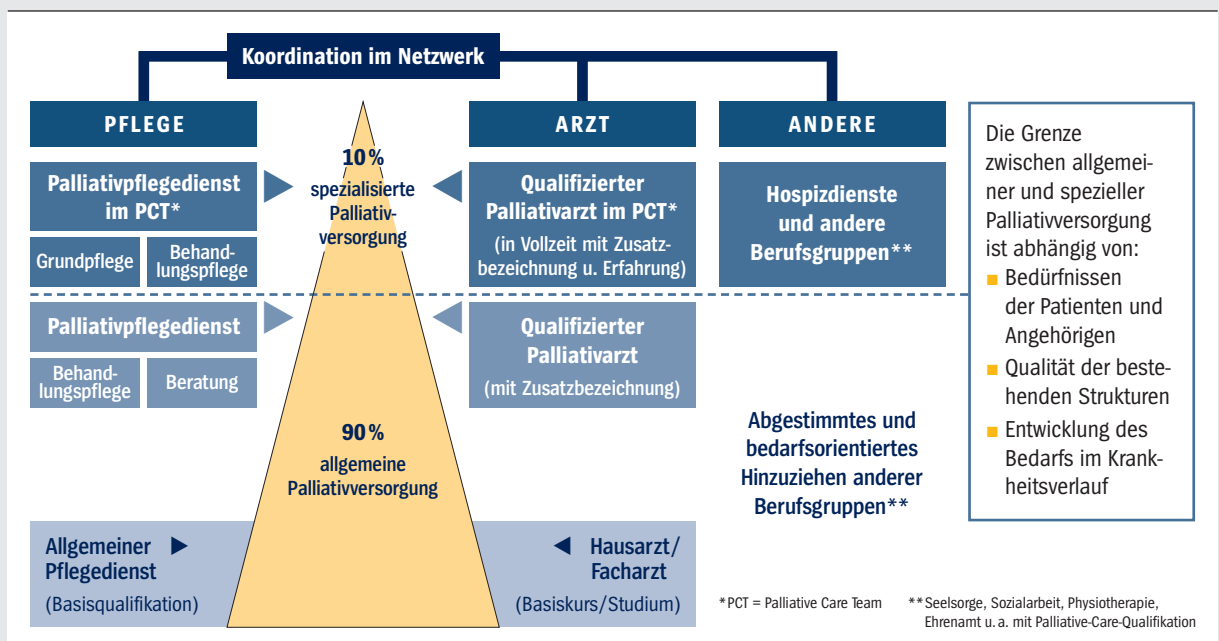 Koordination im Netzwerk
PFLEGE
ARZT
ANDERE
Palliativpflegedienst
im PCT*
Grundpflege
Behand-
lungspflege
10%
spezialisierte
Palliativ-
versorgung
Qualifizierter
Palliativarzt im PCT*
(in Vollzeit mit Zusatz-
bezeichnung u. Erfahrung)
Hospizdienste
und andere
Berufsgruppen**
Palliativpflegedienst
Behand-
lungspflege
Beratung
Qualifizierter
Palliativarzt
(mit Zusatzbezeichnung)
90%
allgemeine
Palliativversorgung
Abgestimmtes und
bedarfsorientiertes
Hinzuziehen anderer
Berufsgruppen**
Allgemeiner
Pflegedienst
(Basisqualifikation)
Hausarzt/
Facharzt
(Basiskurs/Studium)
Die Grenze
zwischen allgemei-
ner und spezieller
Palliativversorgung
ist abhängig von:
Bedürfnissen
der Patienten und
Angehörigen
Qualität der beste-
henden Strukturen
Entwicklung des
Bedarfs im Krank-
heitsverlauf
*PCT = Palliative Care Team
**Seelsorge, Sozialarbeit, Physiotherapie,
Ehrenamt u. a. mit Palliative-Care-Qualifikation